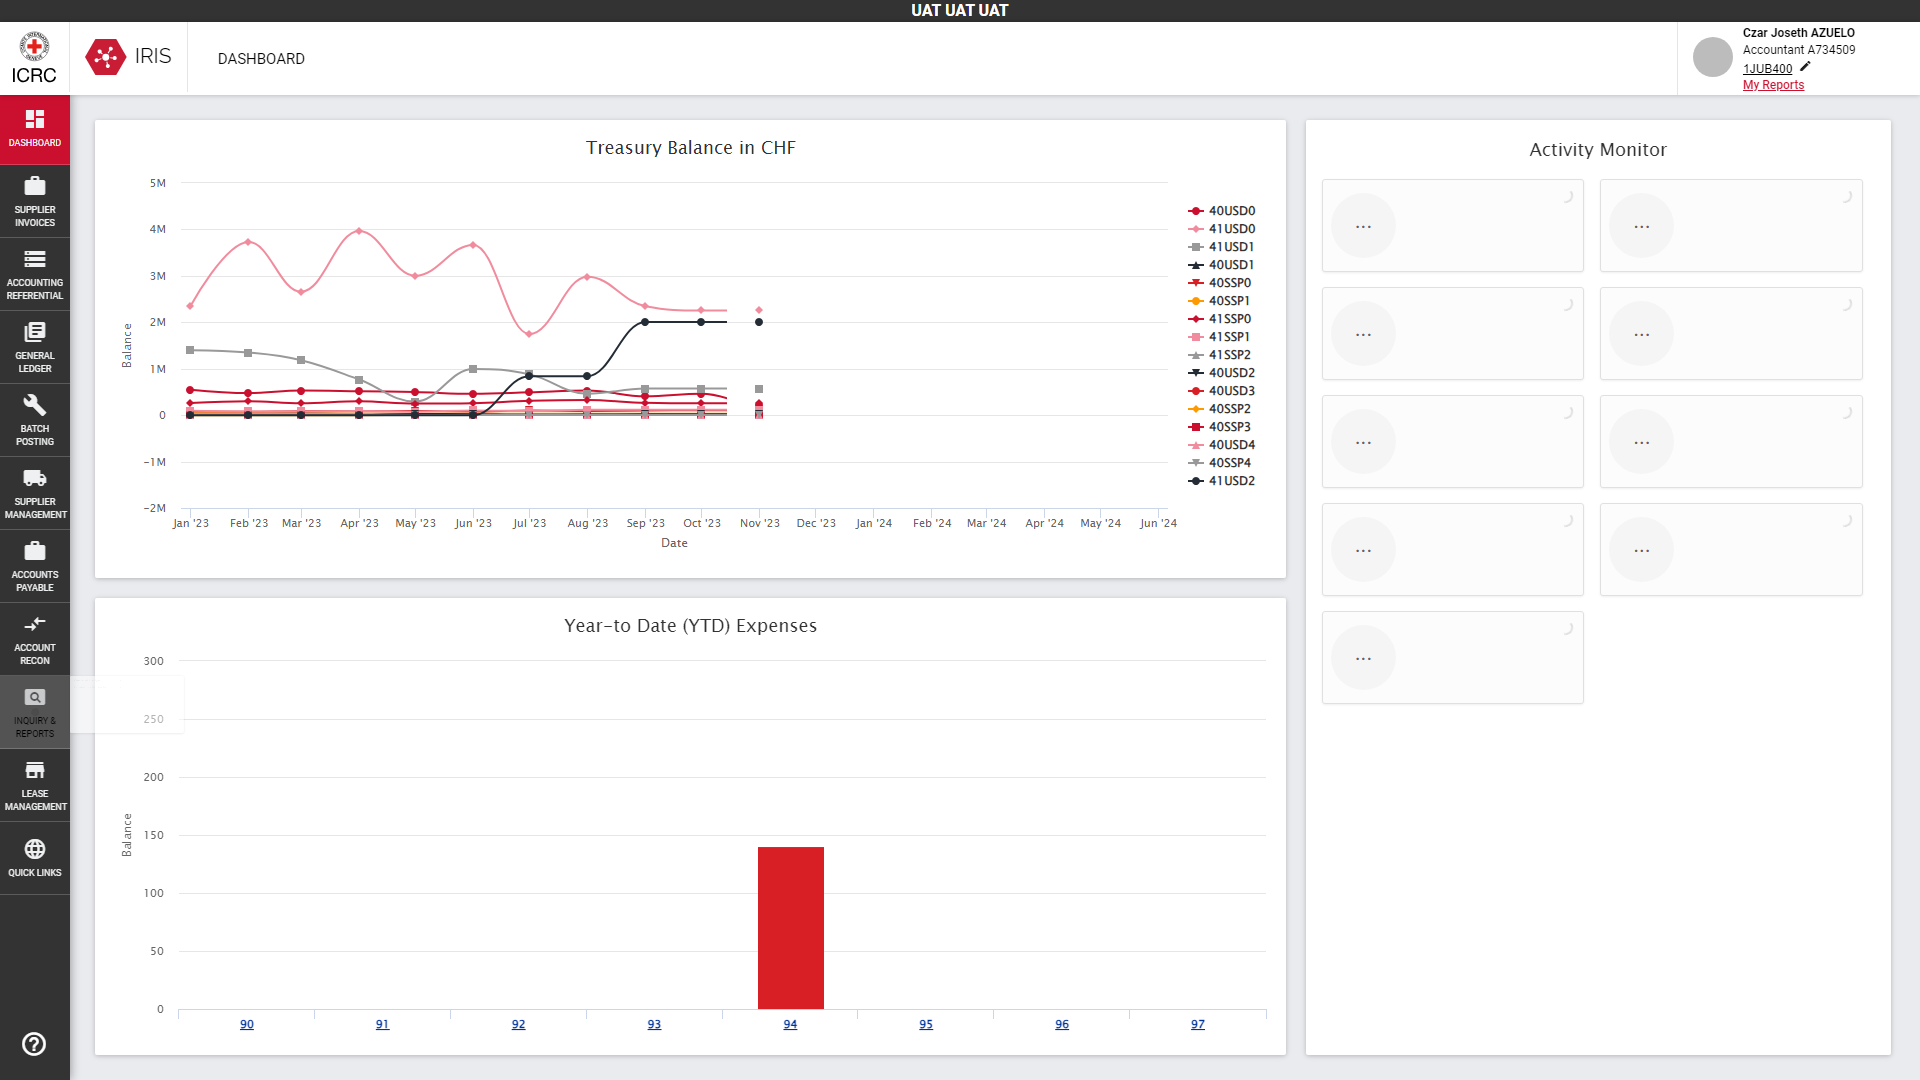 UAT UAT UAT
ICRC
IRIS
DASHBOARD
Czar Joseth AZUELO
Accountant A734509
1JUB400
My Reports
DASHBOARD
SUPPLIER
INVOICES
ACCOUNTING
REFERENTIAL
GENERAL
LEDGER
BATCH
POSTING
SUPPLIER
MANAGEMENT
ACCOUNTS
PAYABLE
ACCOUNT
RECON
INQUIRY &
REPORTS
LEASE
MANAGEMENT
QUICK LINKS
Treasury Balance in CHF
Balance
5M
4M
3M
2M
1M
0
-1M
-2M
Jan '23
Feb '23
Mar '23
Apr '23
May '23
Jun '23
Jul '23
Aug '23
Sep '23
Oct '23
Nov '23
Dec '23
Jan '24
Feb '24
Mar '24
Apr '24
May '24
Jun '24
Date
40USD0
41USD0
41USD1
40USD1
40SSP0
40SSP1
41SSP0
41SSP1
41SSP2
40USD2
40USD3
40SSP2
40SSP3
40USD4
40SSP4
41USD2
Year-to Date (YTD) Expenses
Balance
300
250
200
150
100
50
0
90
91
92
93
94
95
96
97
Activity Monitor
...
...
...
...
...
...
...
...
...